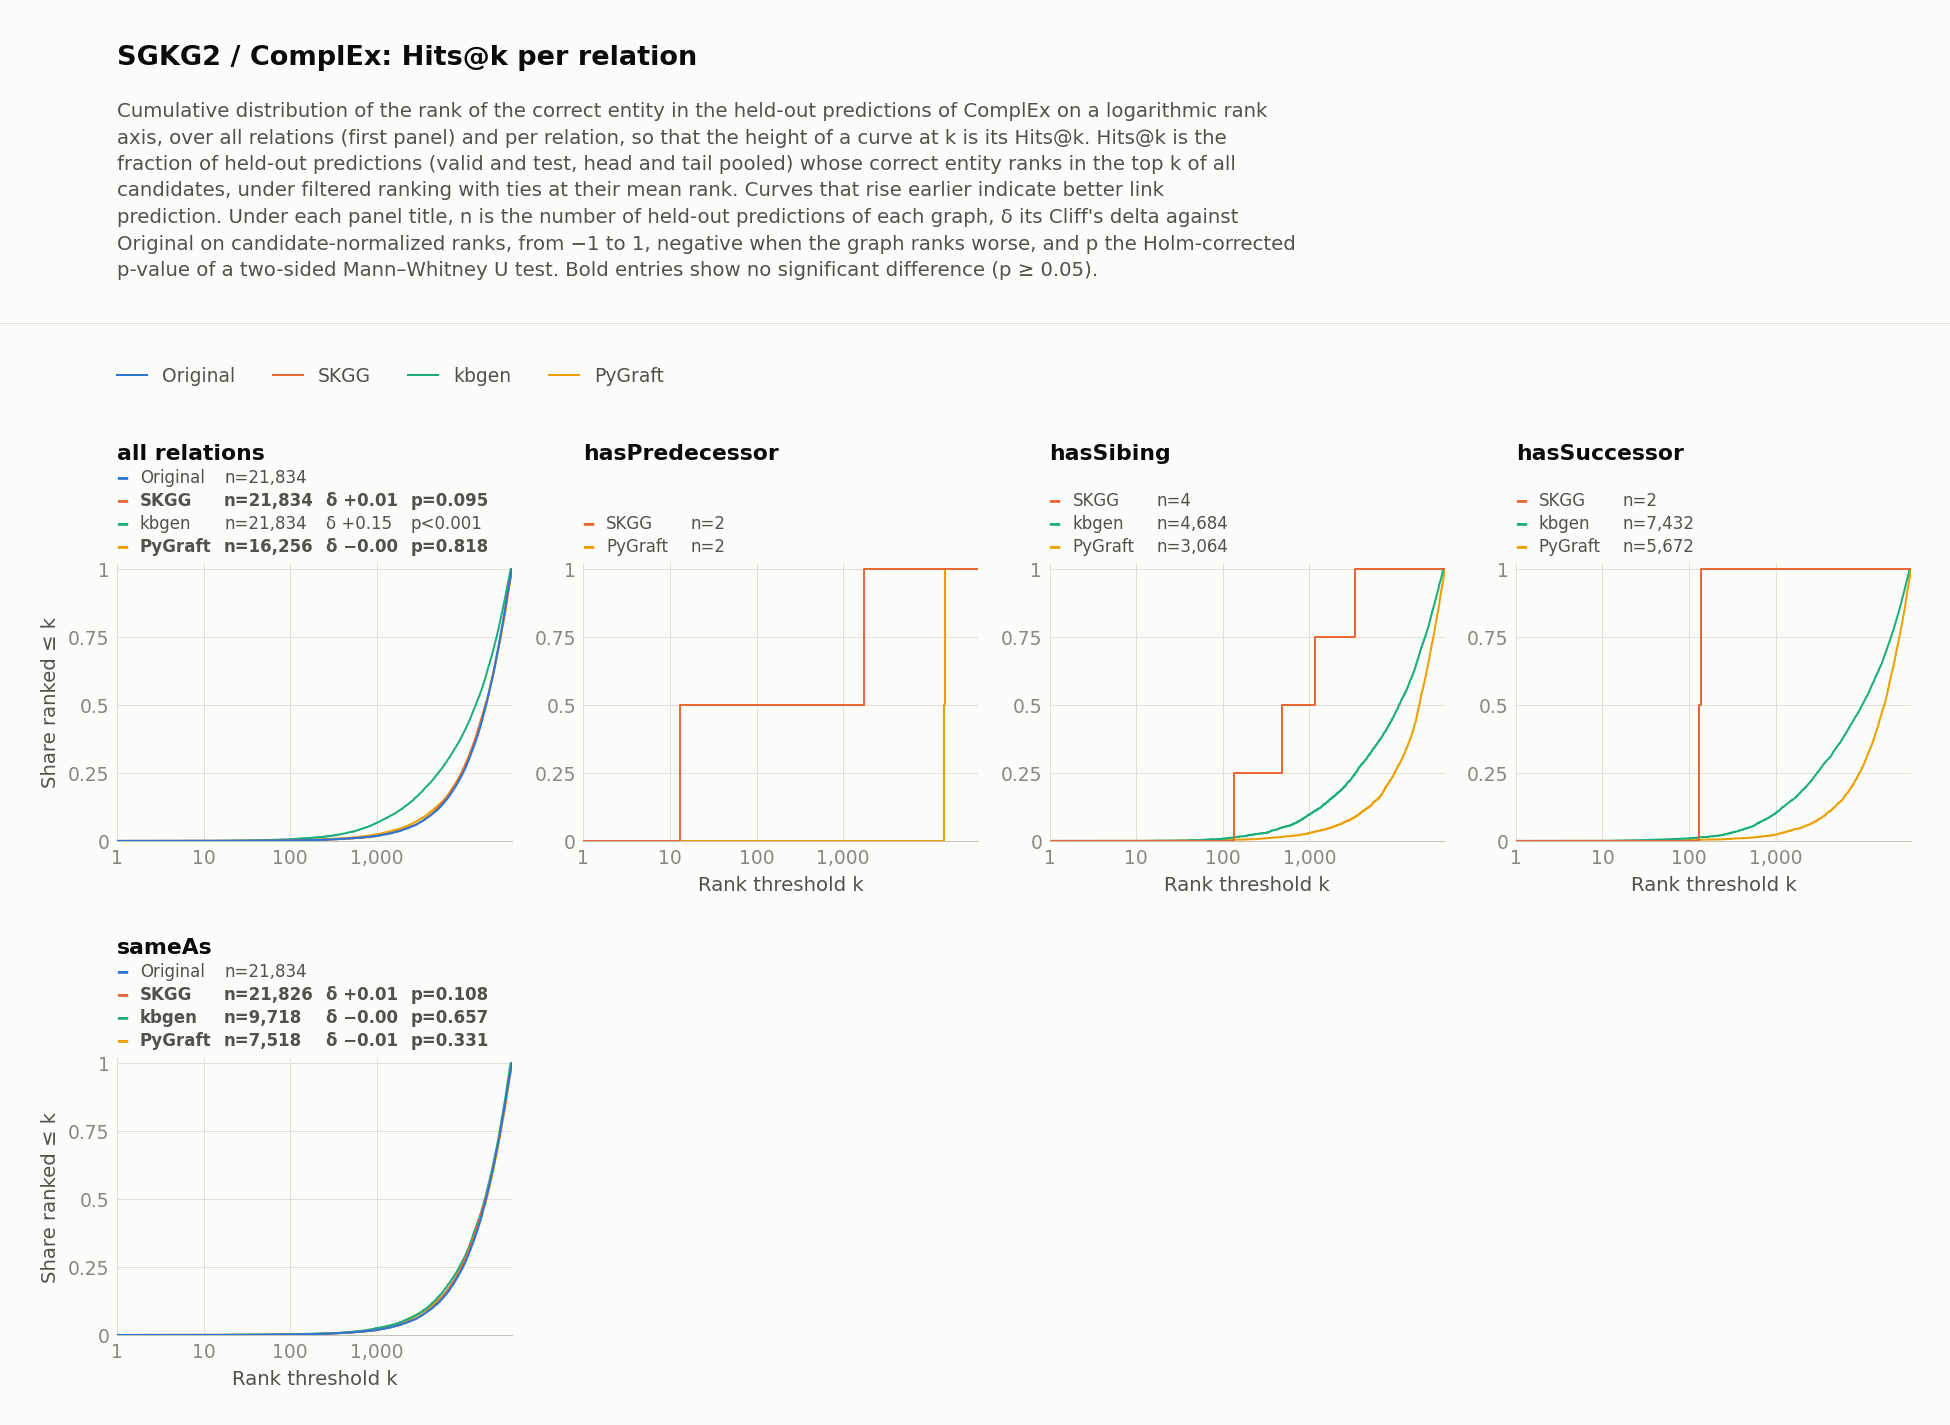 SGKG2 / ComplEx: Hits@k per relation
Cumulative distribution of the rank of the correct entity in the held-out predictions of ComplEx on a logarithmic rank
axis, over all relations (first panel) and per relation, so that the height of a curve at k is its Hits@k. Hits@k is the
fraction of held-out predictions (valid and test, head and tail pooled) whose correct entity ranks in the top k of all
candidates, under filtered ranking with ties at their mean rank. Curves that rise earlier indicate better link
prediction. Under each panel title, n is the number of held-out predictions of each graph, δ its Cliff's delta against
Original on candidate-normalized ranks, from −1 to 1, negative when the graph ranks worse, and p the Holm-corrected
p-value of a two-sided Mann–Whitney U test. Bold entries show no significant difference (p ≥ 0.05).
Original SKGG kbgen PyGraft
all relations
Original n=21,834
SKGG n=21,834 δ +0.01 p=0.095
kbgen n=21,834 δ +0.15 p<0.001
PyGraft n=16,256 δ −0.00 p=0.818
1
0.75
0.5
0.25
0
Share ranked ≤ k
1 10 100 1,000
hasPredecessor
SKGG n=2
PyGraft n=2
1
0.75
0.5
0.25
0
1 10 100 1,000
Rank threshold k
hasSibing
SKGG n=4
kbgen n=4,684
PyGraft n=3,064
1
0.75
0.5
0.25
0
1 10 100 1,000
Rank threshold k
hasSuccessor
SKGG n=2
kbgen n=7,432
PyGraft n=5,672
1
0.75
0.5
0.25
0
1 10 100 1,000
Rank threshold k
sameAs
Original n=21,834
SKGG n=21,826 δ +0.01 p=0.108
kbgen n=9,718 δ −0.00 p=0.657
PyGraft n=7,518 δ −0.01 p=0.331
1
0.75
0.5
0.25
0
Share ranked ≤ k
1 10 100 1,000
Rank threshold k